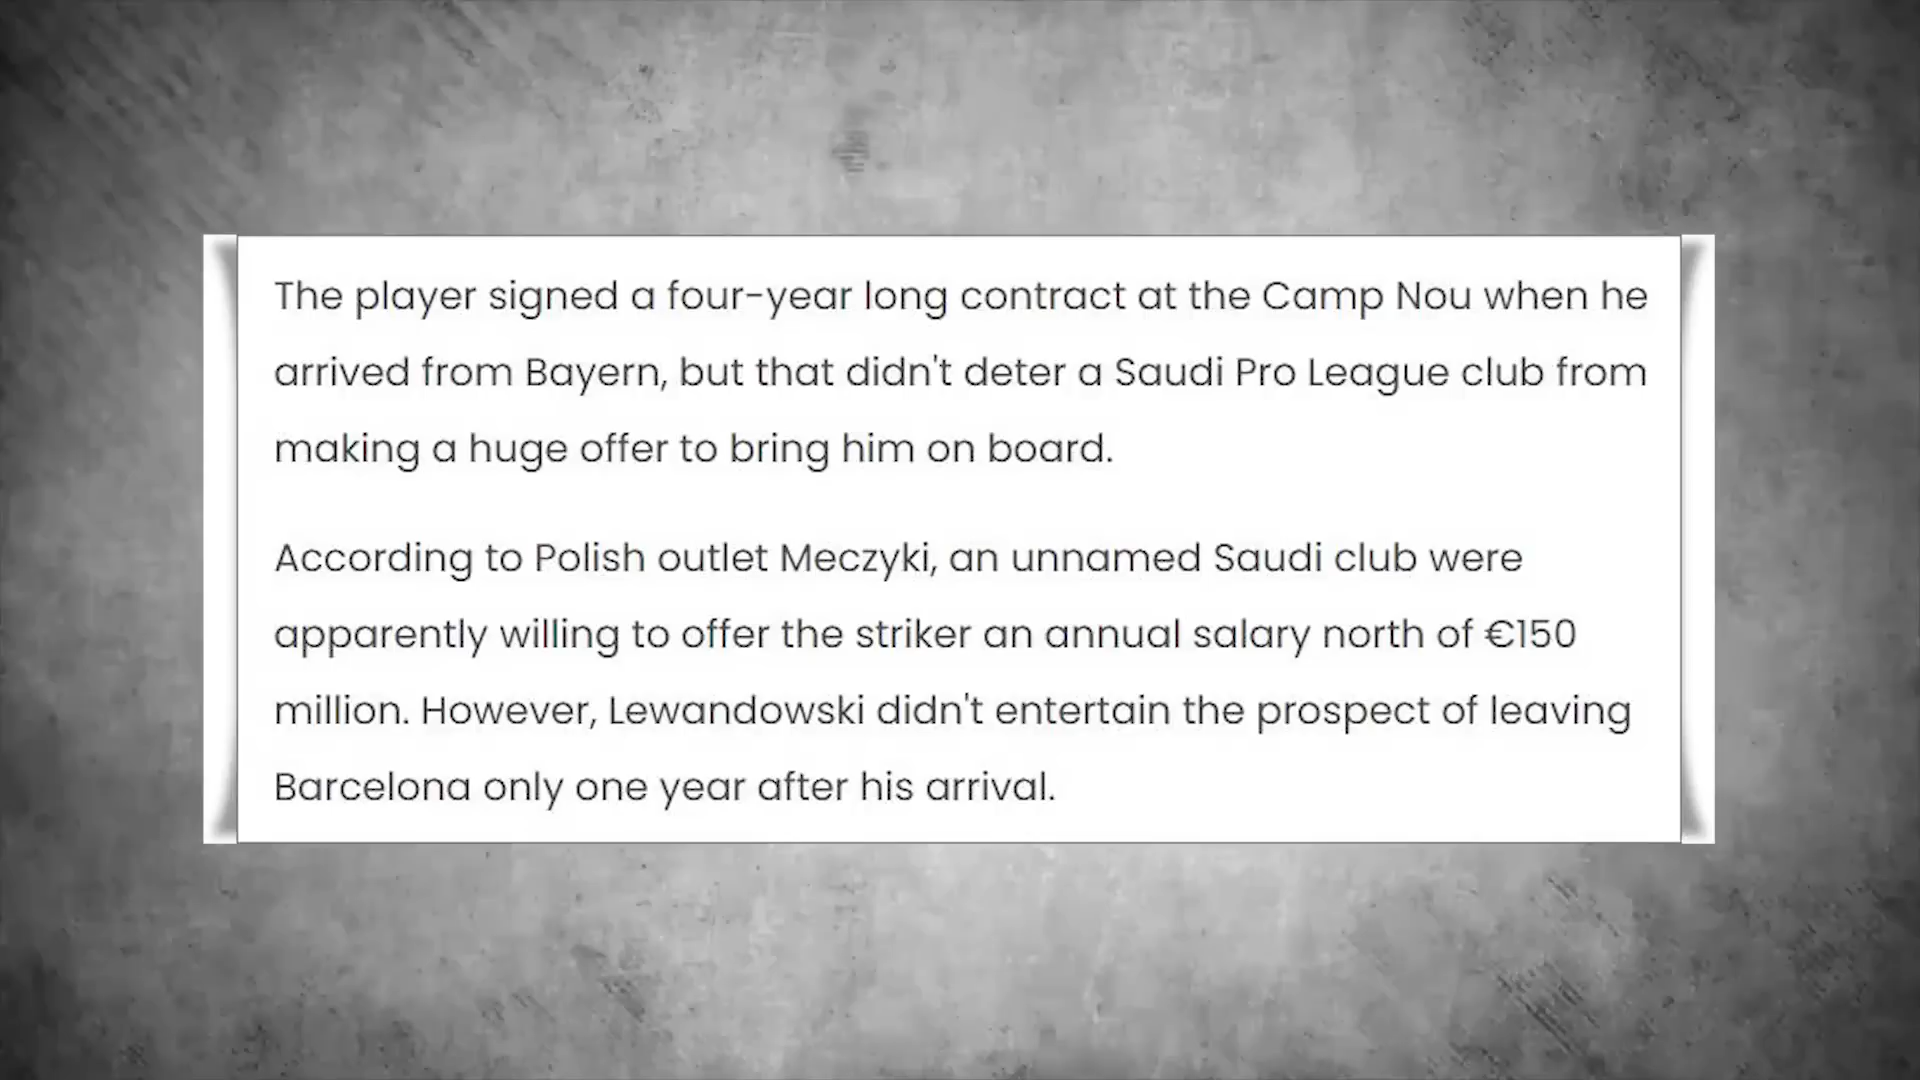 The player signed a four-year long contract at the Camp Nou when he
arrived from Bayern, but that didn't deter a Saudi Pro League club from
making a huge offer to bring him on board.
According to Polish outlet Meczyki, an unnamed Saudi club were
apparently willing to offer the striker an annual salary north of €150
million. However, Lewandowski didn't entertain the prospect of leaving
Barcelona only one year after his arrival.